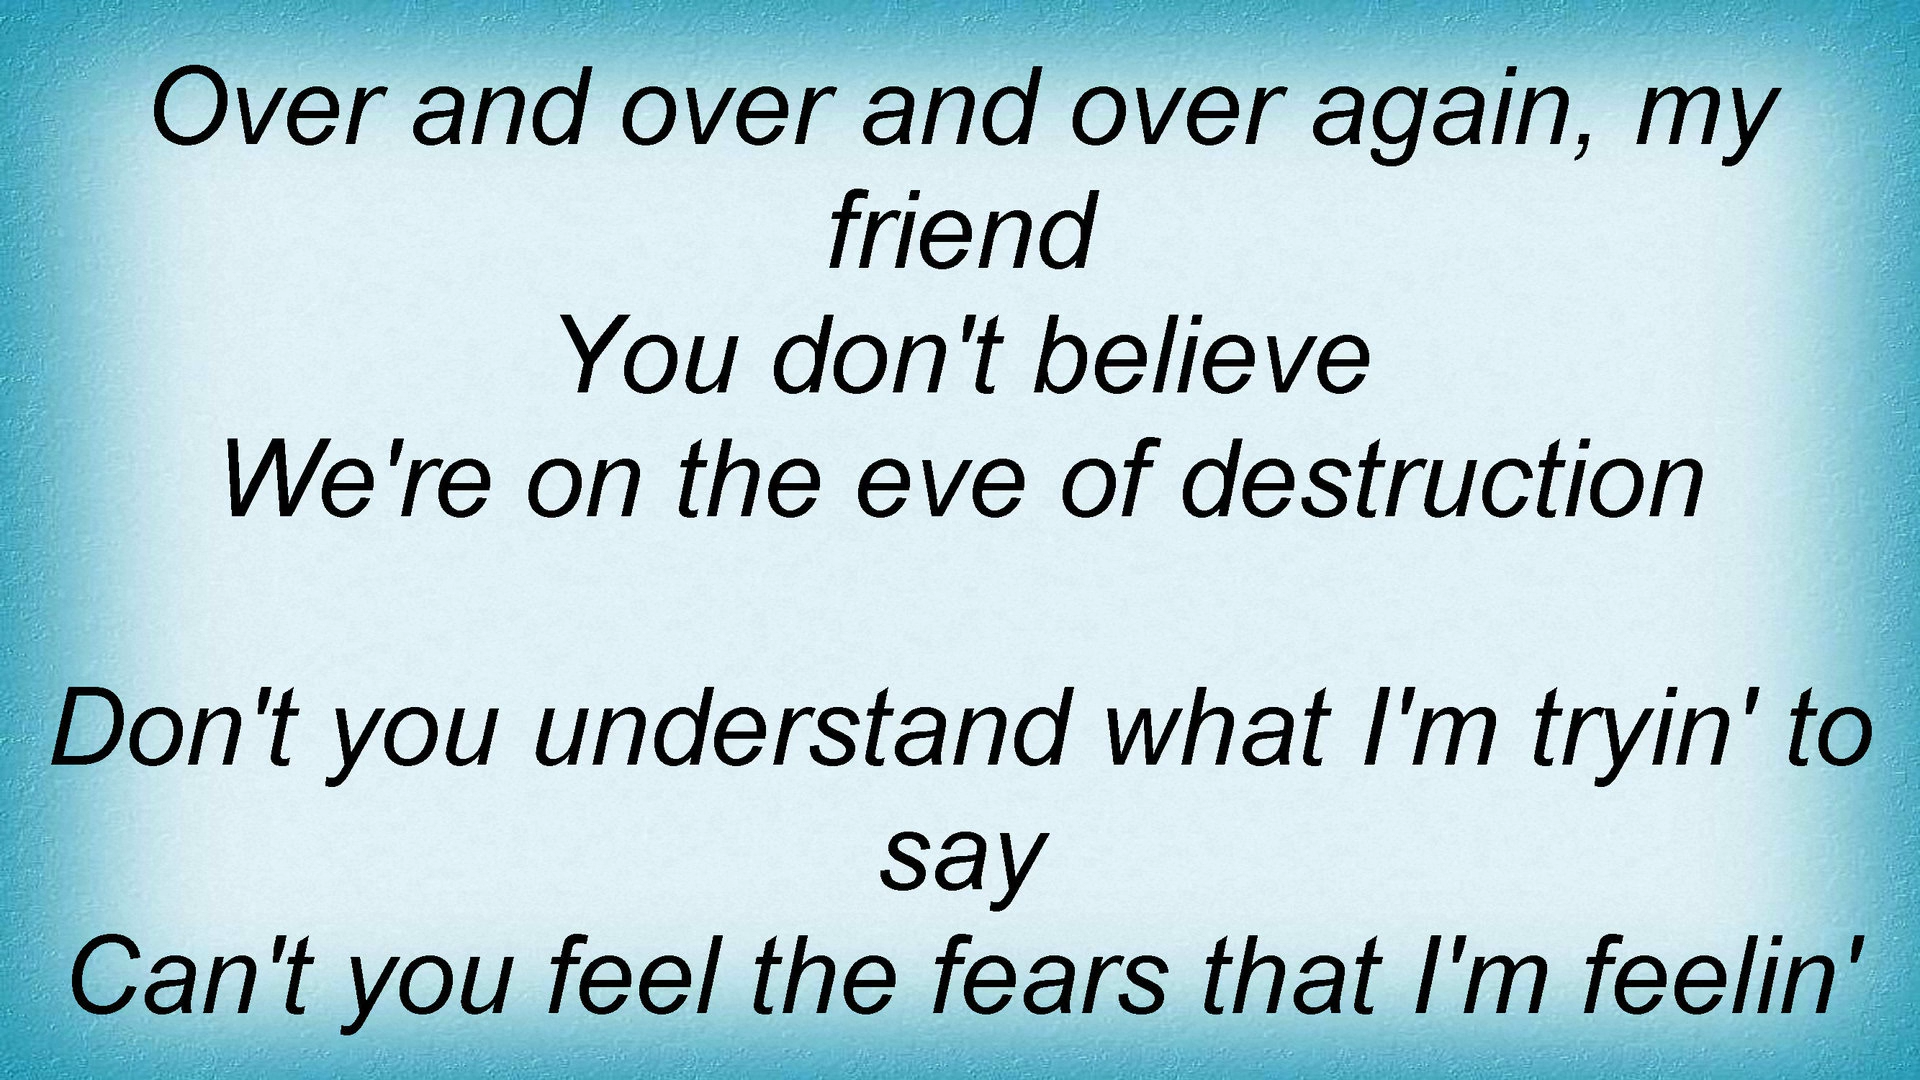 Over and over and over again, my
friend
You don't believe
We're on the eve of destruction
Don't you understand what I'm tryin' to
say
Can't you feel the fears that I'm feelin'